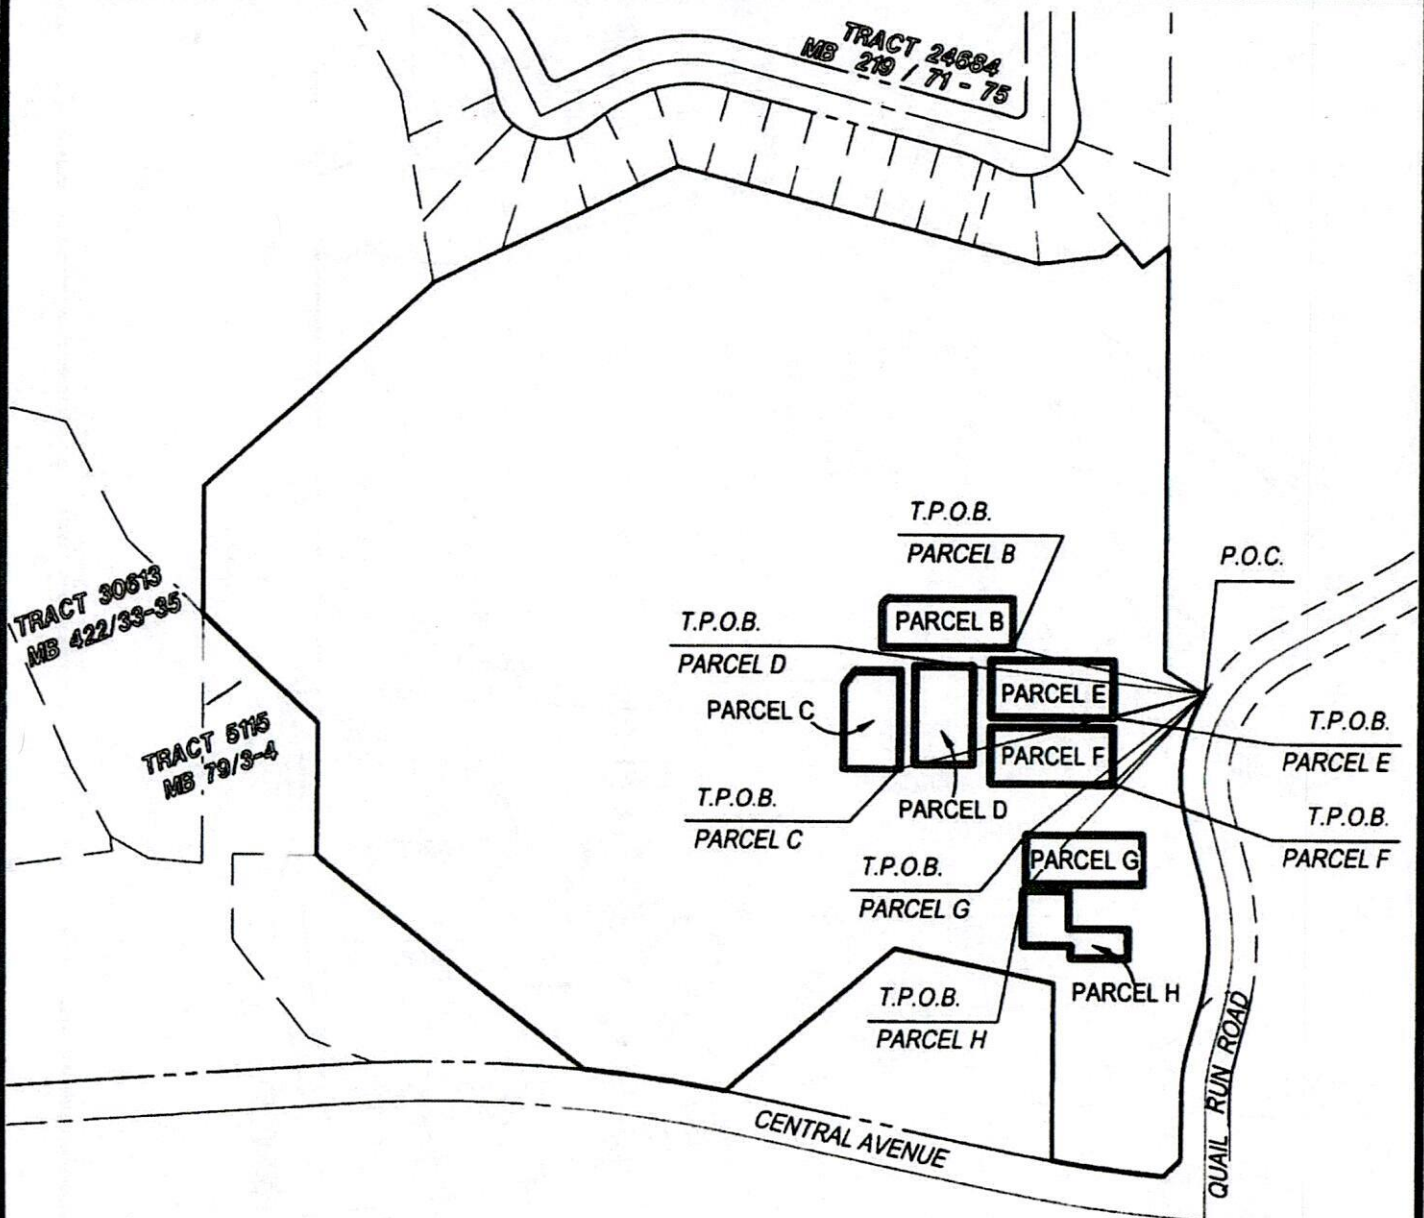 TRACT 24684
MB 219 / 71 - 75
T.P.O.B.
PARCEL B
P.O.C.
TRACT 30613
MB 422/33-35
PARCEL B
T.P.O.B.
PARCEL D
PARCEL E
PARCEL C
T.P.O.B.
PARCEL E
TRACT 5115
MB 79/3-4
PARCEL F
T.P.O.B.
PARCEL C
PARCEL D
T.P.O.B.
PARCEL F
PARCEL G
T.P.O.B.
PARCEL G
PARCEL H
T.P.O.B.
PARCEL H
QUAIL RUN ROAD
CENTRAL AVENUE